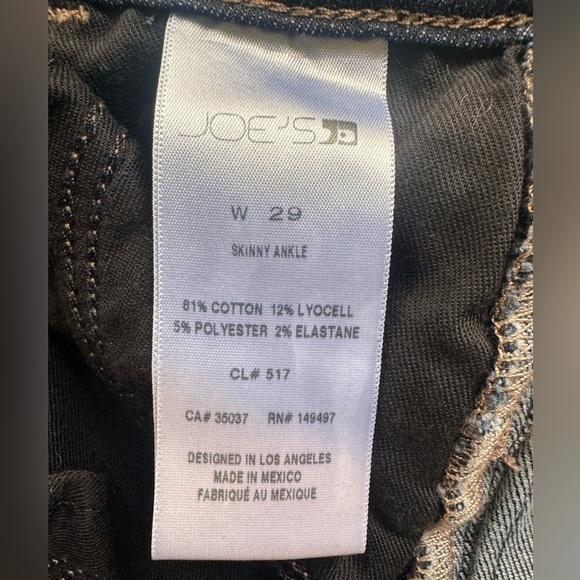 JOE'S
W 29
SKINNY ANKLE
81% COTTON 12% LYOCELL
5% POLYESTER 2% ELASTANE
CL# 517
CA# 35037 RN# 149497
DESIGNED IN LOS ANGELES
MADE IN MEXICO
FABRIQUÉ AU MEXIQUE